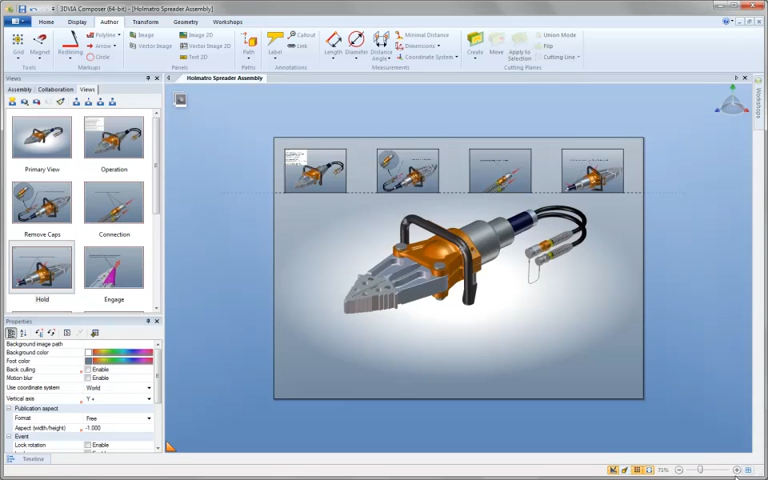 3DVIA Composer (64-bit) - [Holmatro Spreader Assembly]
Home Display Author Transform Geometry Workshops
Polyline Image Image 2D Callout Minimal Distance Union Mode
Arrow Vector Image Vector Image 2D Link Dimensions Flip
Grid Magnet Redlining Circle Text 2D Path Label Length Diameter Distance Angle Coordinate System Create Move Apply to Selection Cutting Line
Tools Markups Panels Paths Annotations Measurements Cutting Planes
Views
Holmatro Spreader Assembly
Assembly Collaboration Views
Workshops
Primary View Operation
Remove Caps Connection
Hold Engage
Properties
Background image path
Background color
Foot color
Back culling Enable
Motion blur Enable
Use coordinate system World
Vertical axis Y +
Publication aspect
Format Free
Aspect (width/height) -1.000
Event
Lock rotation Enable
Timeline
71%